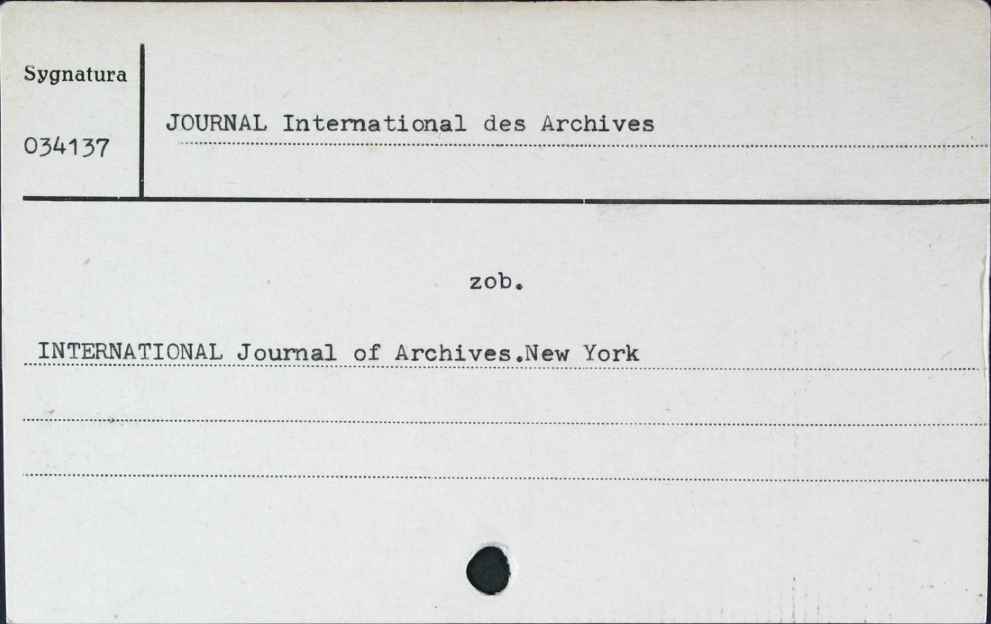 Sygnatura
034137
JOURNAL International des Archives
zob.
INTERNATIONAL Journal of Archives.New York